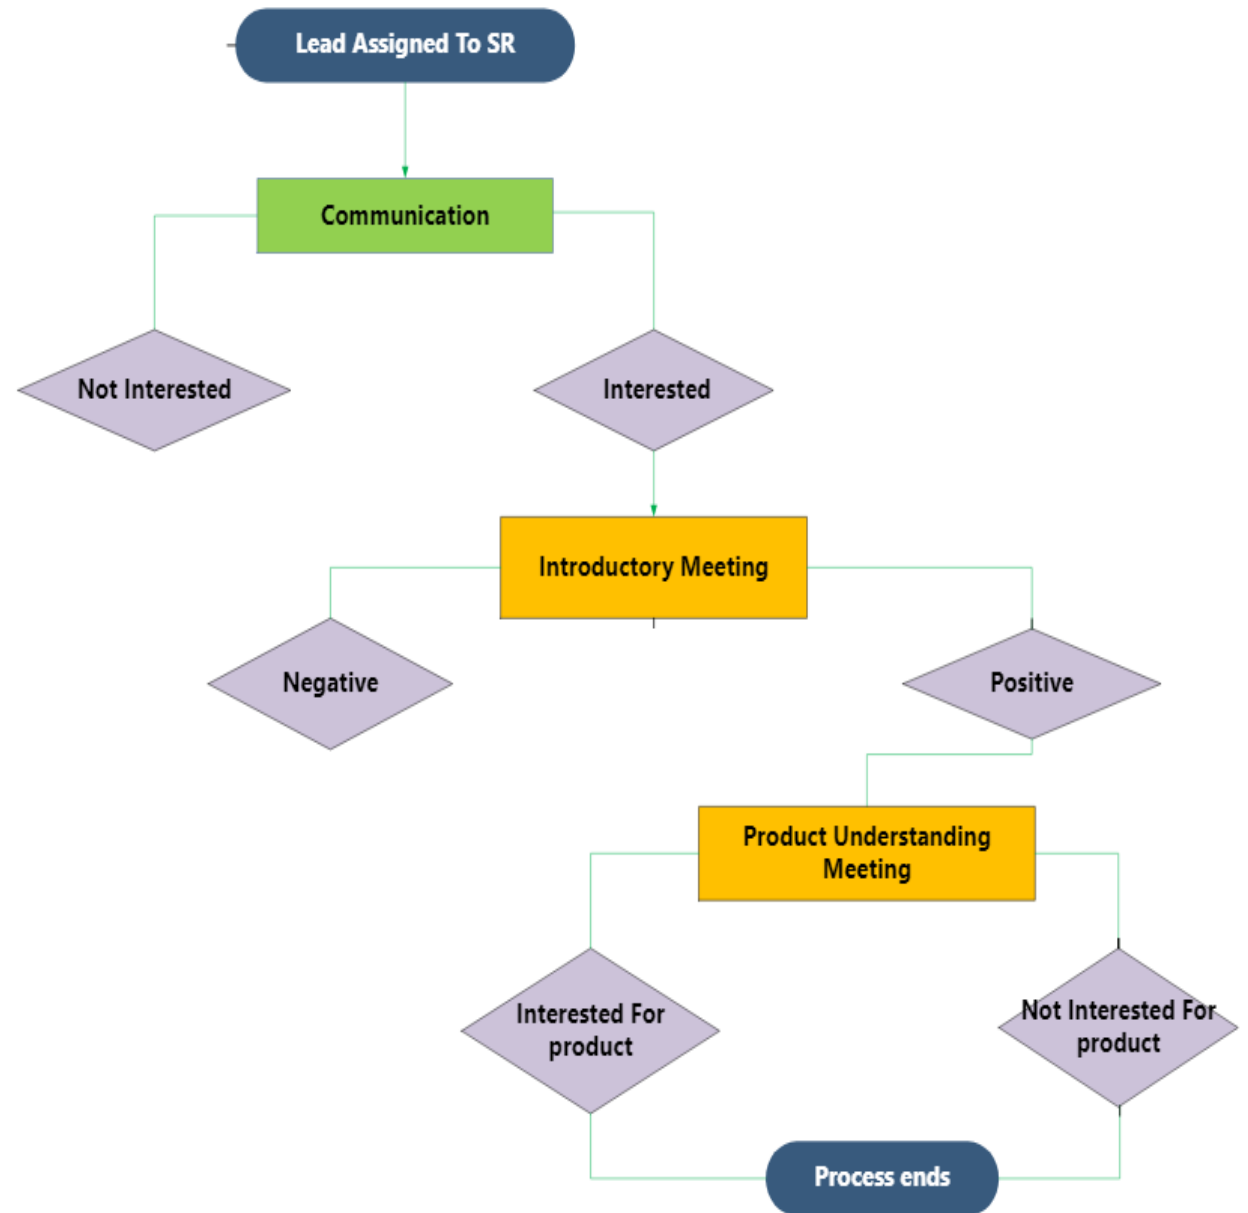 Lead Assigned To SR
Communication
Not Interested
Interested
Introductory Meeting
Negative
Positive
Product Understanding
Meeting
Interested For
product
Not Interested For
product
Process ends